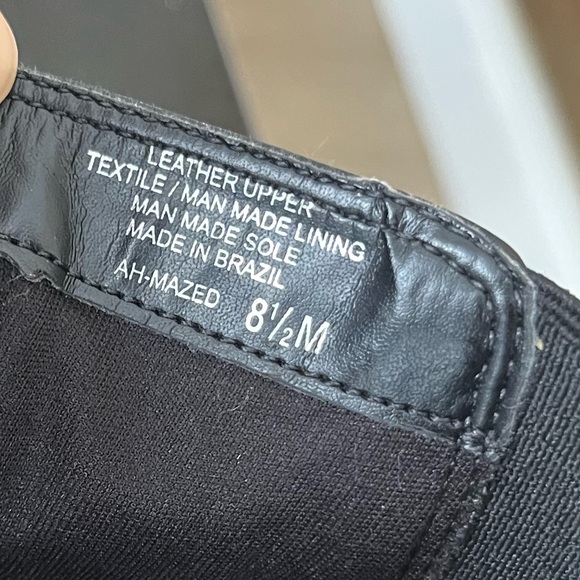 LEATHER UPPER
TEXTILE / MAN MADE LINING
MAN MADE SOLE
MADE IN BRAZIL
AH-MAZED 8½M